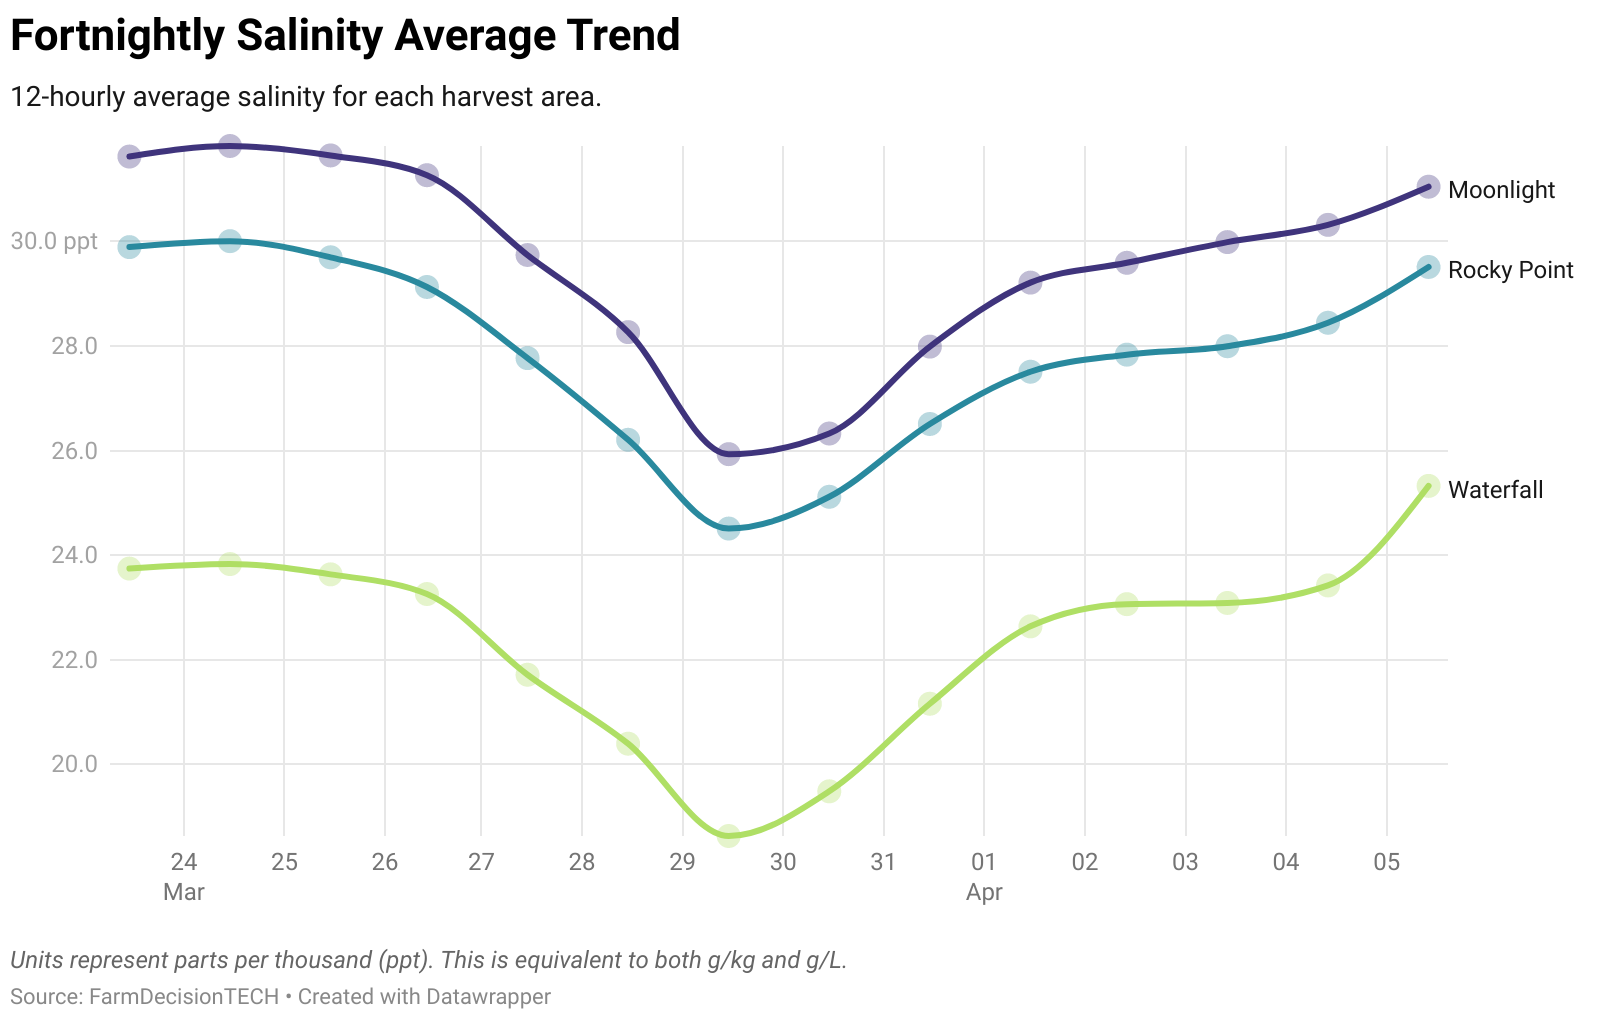 Fortnightly Salinity Average Trend
12-hourly average salinity for each harvest area.
Moonlight
30.0 ppt
Rocky Point
28.0
26.0
Waterfall
24.0
22.0
20.0
24 25 26 27 28 29 30 31 01 02 03 04 05
Mar Apr
Units represent parts per thousand (ppt). This is equivalent to both g/kg and g/L.
Source: FarmDecisionTECH • Created with Datawrapper